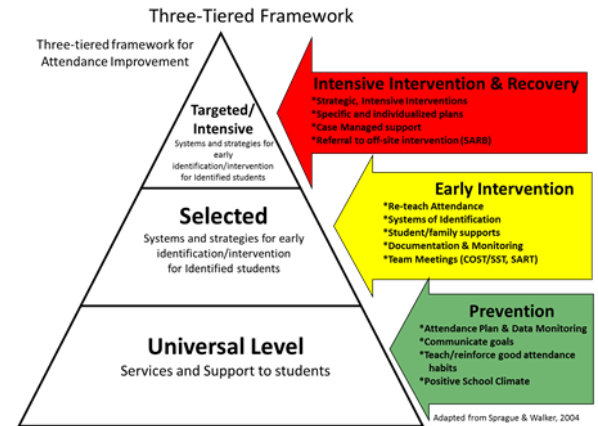 Three-Tiered Framework
Three-tiered framework for
Attendance Improvement
Targeted/
Intensive
Systems and strategies for
early
identification/intervention
for Identified students
Intensive Intervention & Recovery
*Strategic, Intensive Interventions
*Specific and individualized plans
*Case Managed support
*Referral to off-site intervention (SARB)
Selected
Systems and strategies for early
identification/intervention
for Identified students
Early Intervention
*Re-teach Attendance
*Systems of Identification
*Student/family supports
*Documentation & Monitoring
*Team Meetings (COST/SST, SART)
Universal Level
Services and Support to students
Prevention
*Attendance Plan & Data Monitoring
*Communicate goals
*Teach/reinforce good attendance
habits
*Positive School Climate
Adapted from Sprague & Walker, 2004